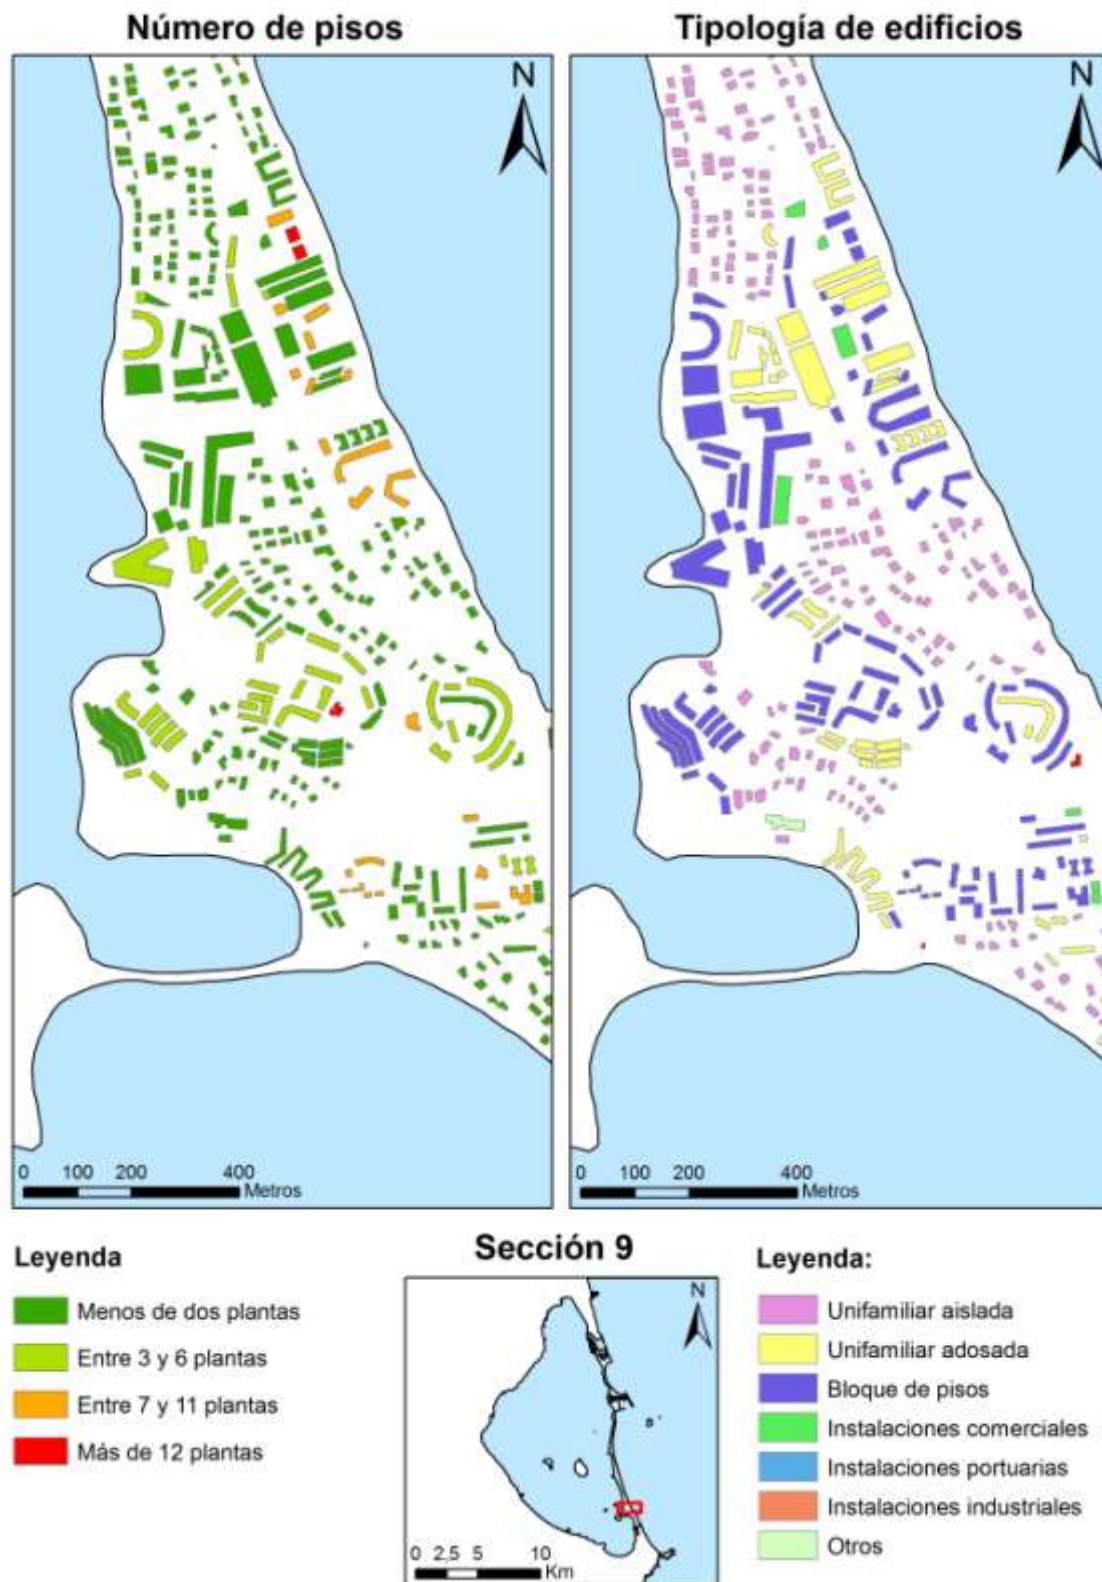 Número de pisos
Tipología de edificios
N
N
0 100 200 400
Metros
0 100 200 400
Metros
Leyenda
Menos de dos plantas
Entre 3 y 6 plantas
Entre 7 y 11 plantas
Más de 12 plantas
Sección 9
N
0 2,5 5 10
Km
Leyenda:
Unifamiliar aislada
Unifamiliar adosada
Bloque de pisos
Instalaciones comerciales
Instalaciones portuarias
Instalaciones industriales
Otros